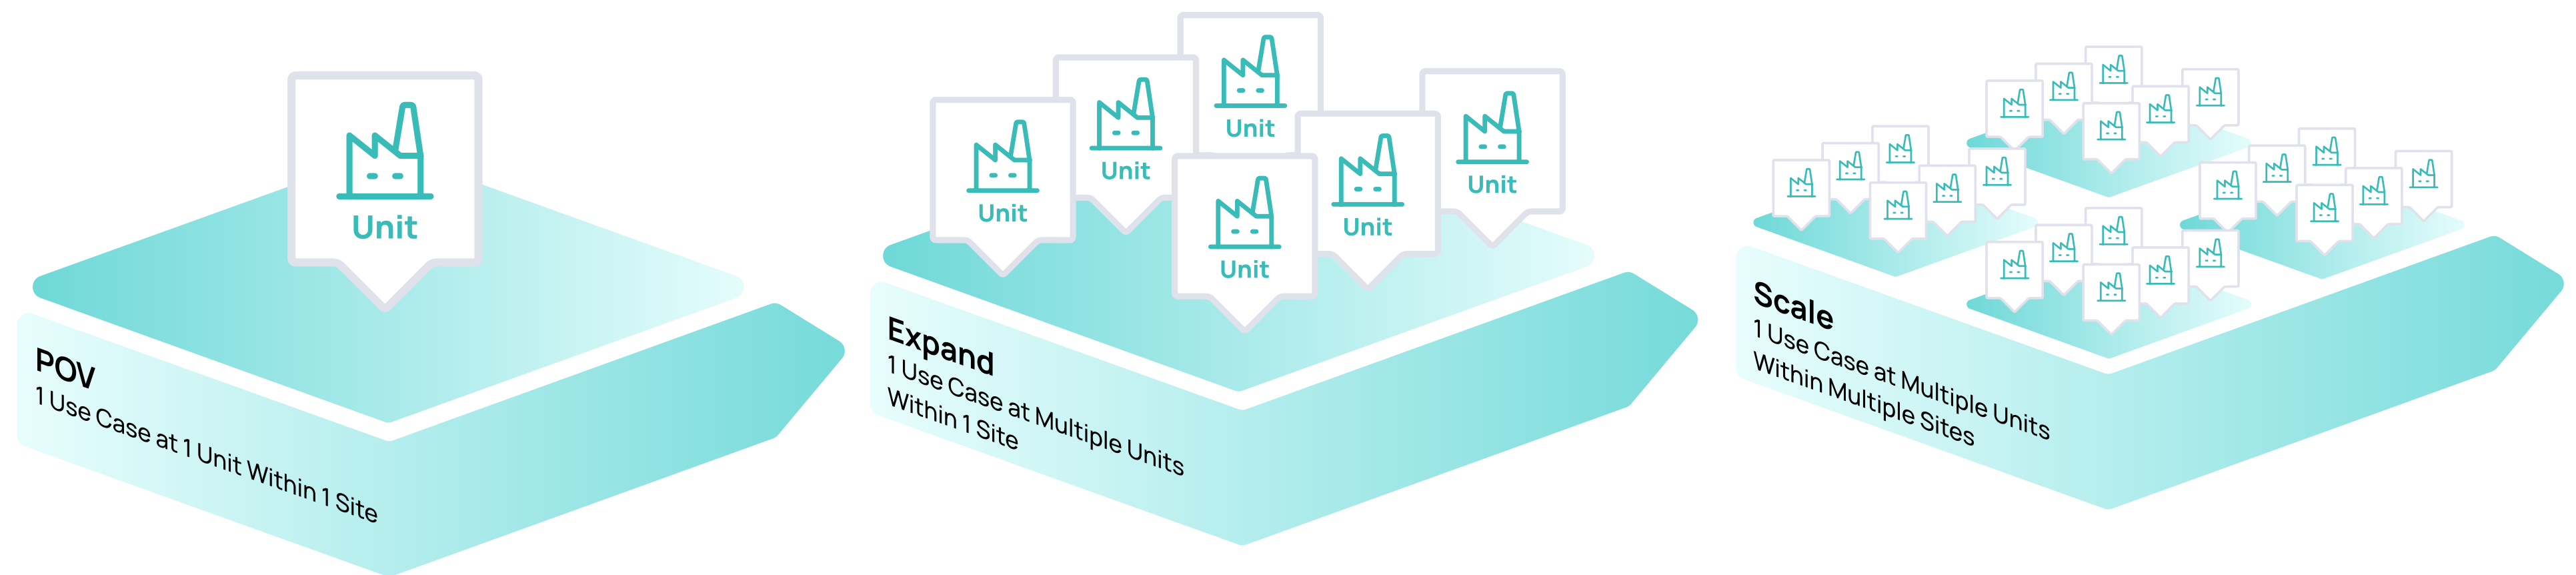 Unit
POV
1 Use Case at 1 Unit Within 1 Site
Unit
Unit
Unit
Unit
Unit
Unit
Expand
1 Use Case at Multiple Units
Within 1 Site
Scale
1 Use Case at Multiple Units
Within Multiple Sites